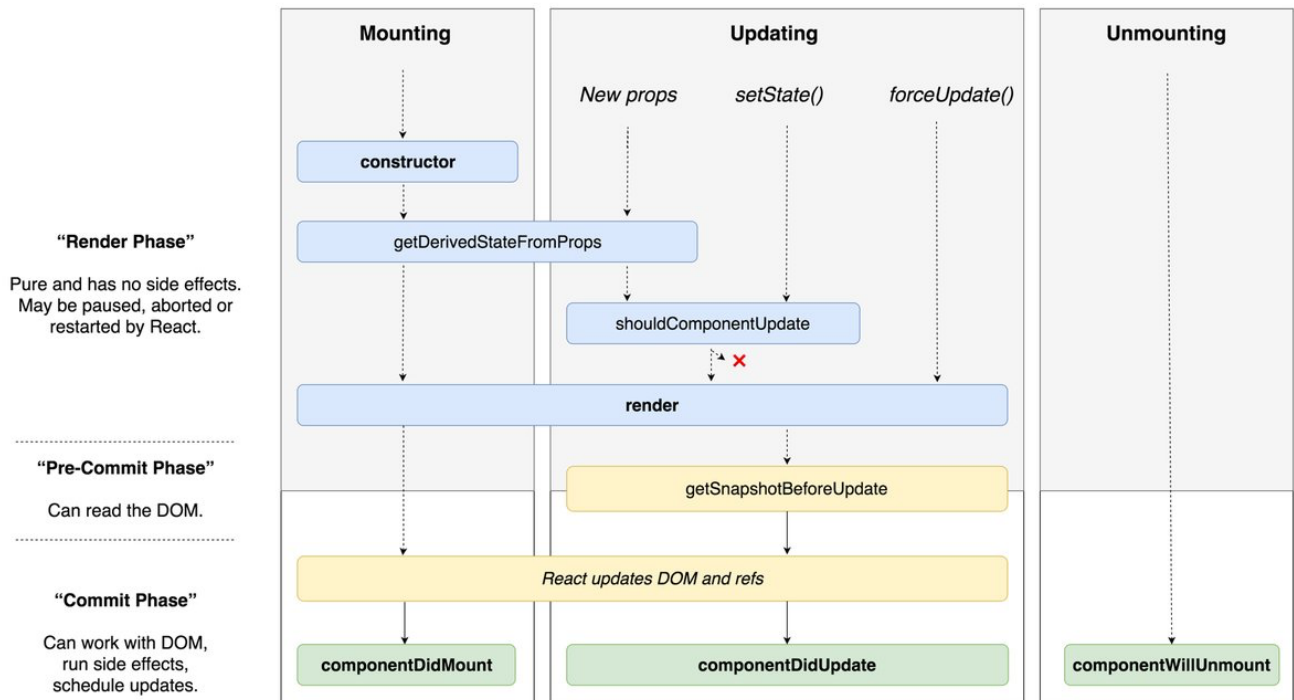 Mounting
Updating
Unmounting
New props
setState()
forceUpdate()
constructor
getDerivedStateFromProps
“Render Phase”
Pure and has no side effects.
May be paused, aborted or
restarted by React.
shouldComponentUpdate
render
“Pre-Commit Phase”
Can read the DOM.
getSnapshotBeforeUpdate
React updates DOM and refs
“Commit Phase”
Can work with DOM,
run side effects,
schedule updates.
componentDidMount
componentDidUpdate
componentWillUnmount